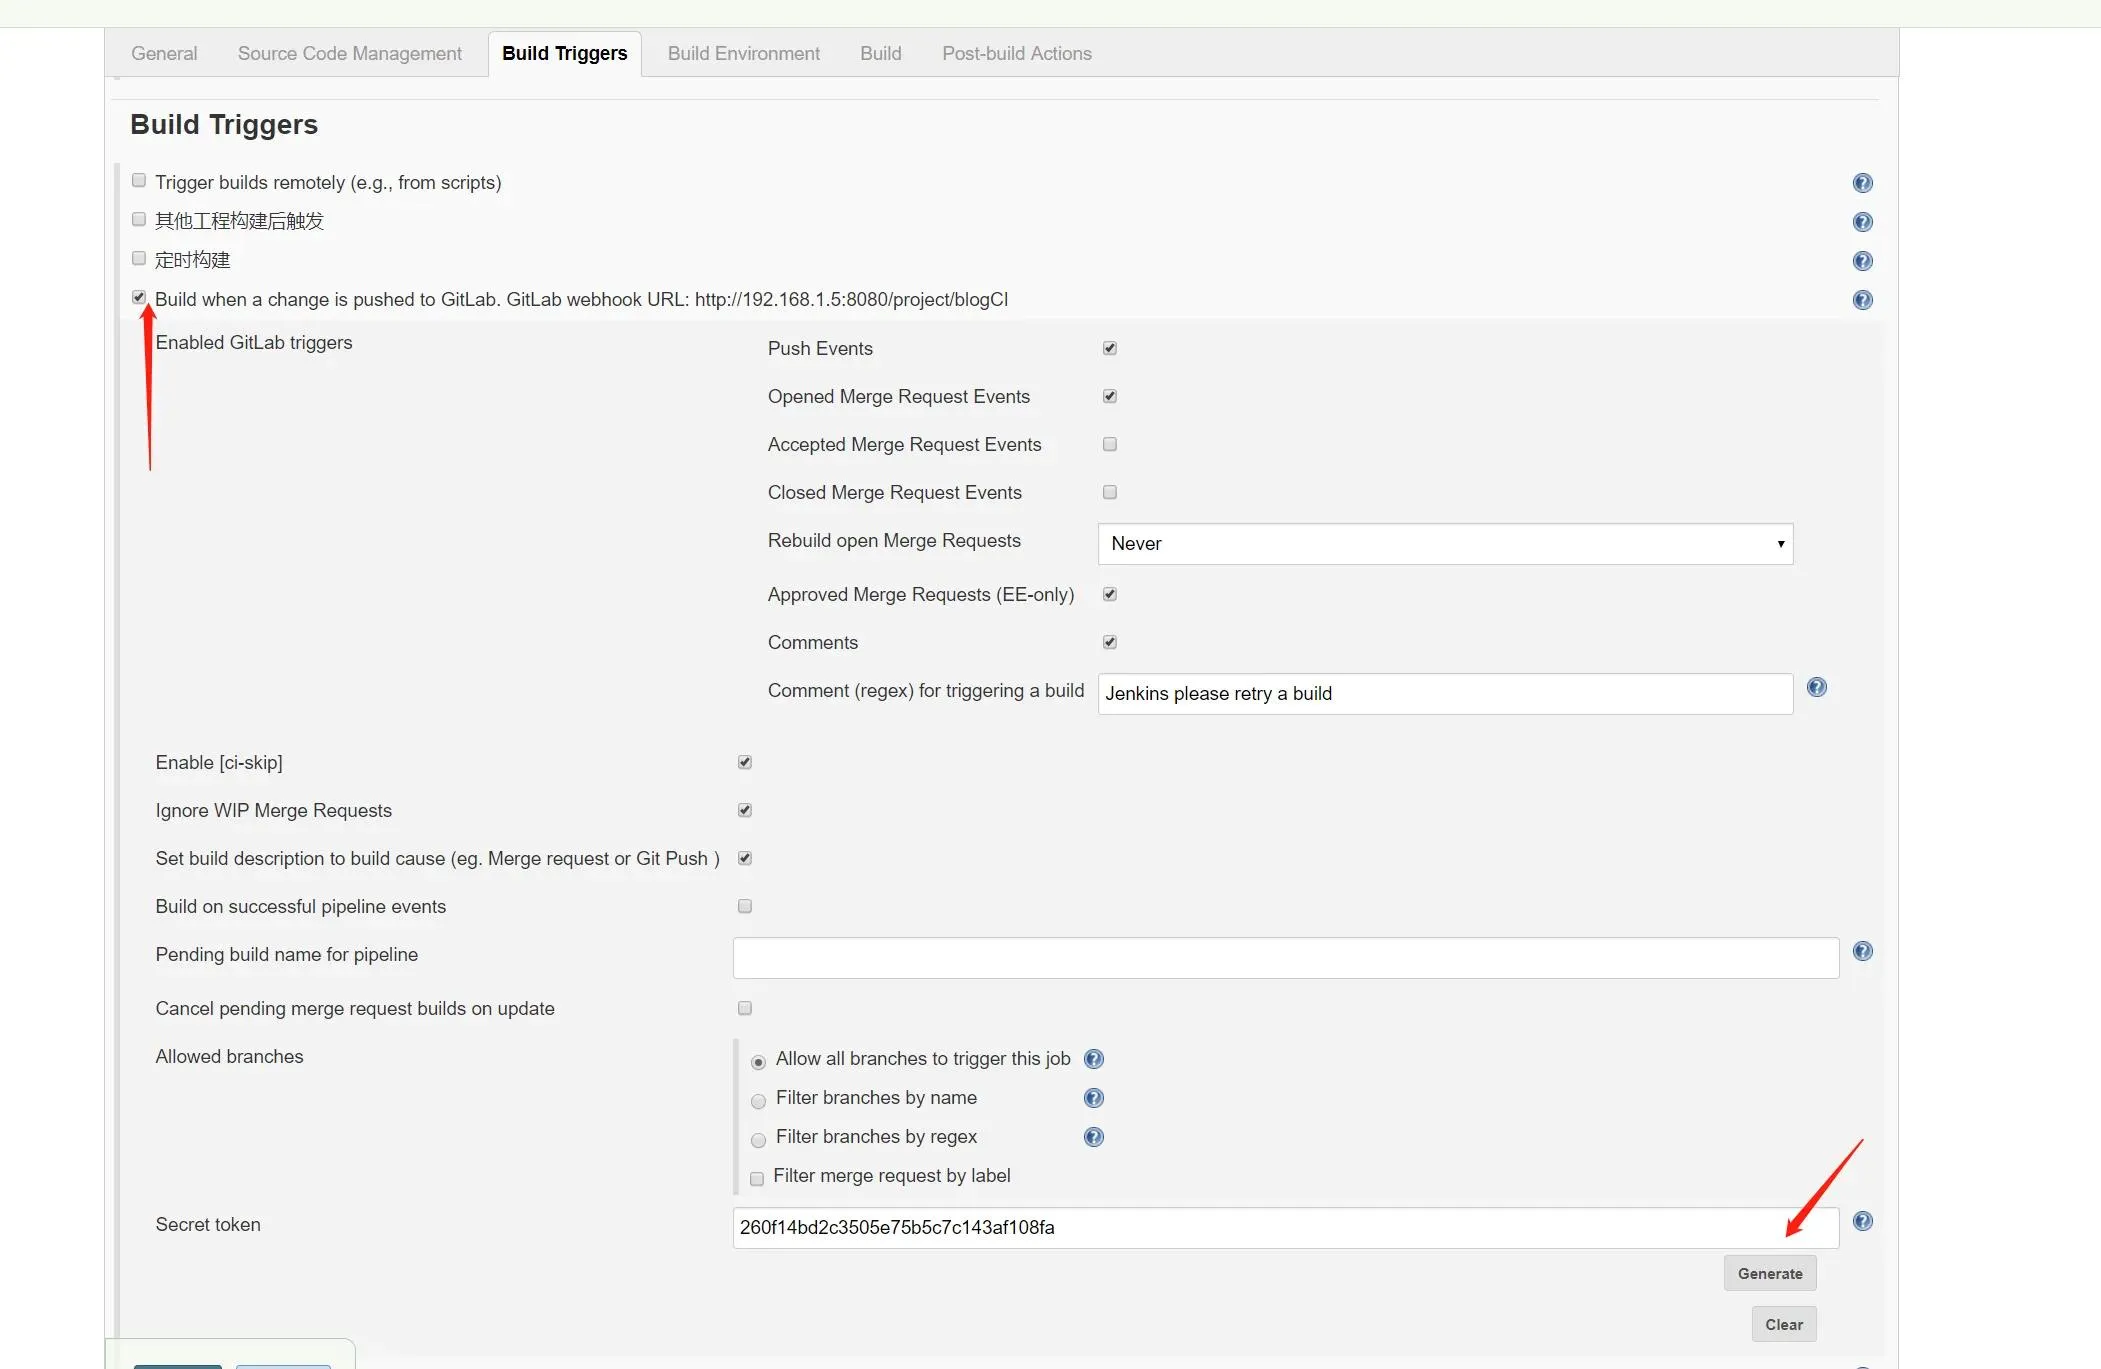 General Source Code Management Build Triggers Build Environment Build Post-build Actions
Build Triggers
Trigger builds remotely (e.g., from scripts)
其他工程构建后触发
定时构建
Build when a change is pushed to GitLab. GitLab webhook URL: http://192.168.1.5:8080/project/blogCI
Enabled GitLab triggers
Push Events
Opened Merge Request Events
Accepted Merge Request Events
Closed Merge Request Events
Rebuild open Merge Requests Never
Approved Merge Requests (EE-only)
Comments
Comment (regex) for triggering a build Jenkins please retry a build
Enable [ci-skip]
Ignore WIP Merge Requests
Set build description to build cause (eg. Merge request or Git Push )
Build on successful pipeline events
Pending build name for pipeline
Cancel pending merge request builds on update
Allowed branches
Allow all branches to trigger this job
Filter branches by name
Filter branches by regex
Filter merge request by label
Secret token 260f14bd2c3505e75b5c7c143af108fa
Generate
Clear